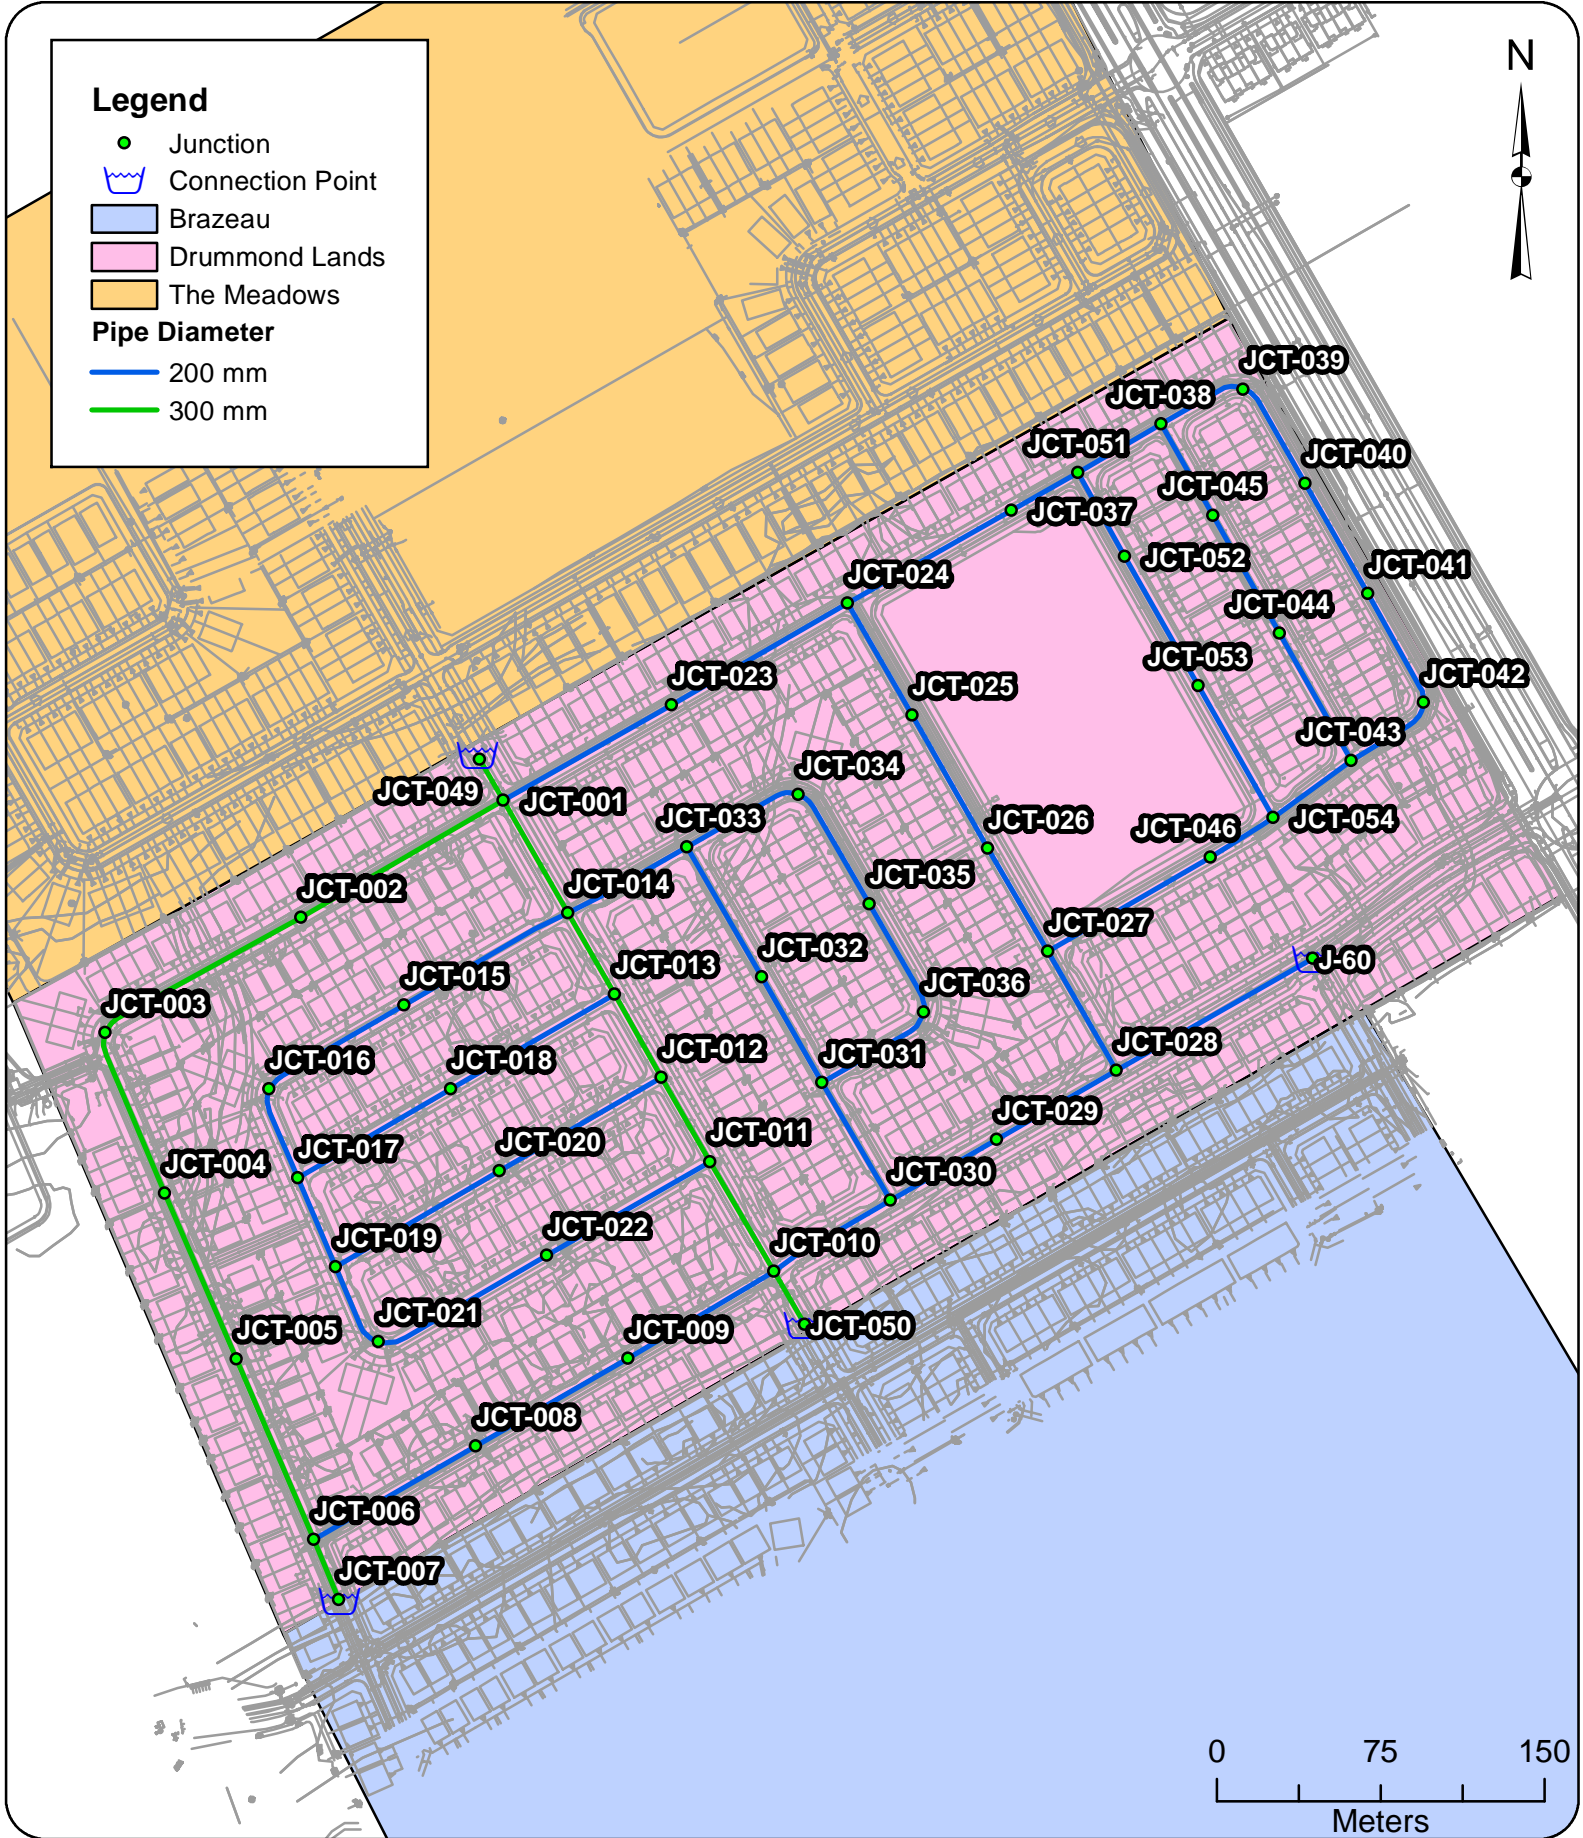 Legend
Junction
Connection Point
Brazeau
Drummond Lands
The Meadows
Pipe Diameter
200 mm
300 mm
N
JCT-039
JCT-038
JCT-051
JCT-040
JCT-045
JCT-037
JCT-052
JCT-041
JCT-024
JCT-044
JCT-053
JCT-042
JCT-023
JCT-025
JCT-043
JCT-034
JCT-049
JCT-001
JCT-033
JCT-026
JCT-046
JCT-054
JCT-002
JCT-014
JCT-035
JCT-027
JCT-032
J-60
JCT-013
JCT-015
JCT-036
JCT-003
JCT-028
JCT-012
JCT-031
JCT-016
JCT-018
JCT-029
JCT-011
JCT-020
JCT-017
JCT-004
JCT-030
JCT-022
JCT-019
JCT-010
JCT-021
JCT-050
JCT-005
JCT-009
JCT-008
JCT-006
JCT-007
0 75 150
Meters